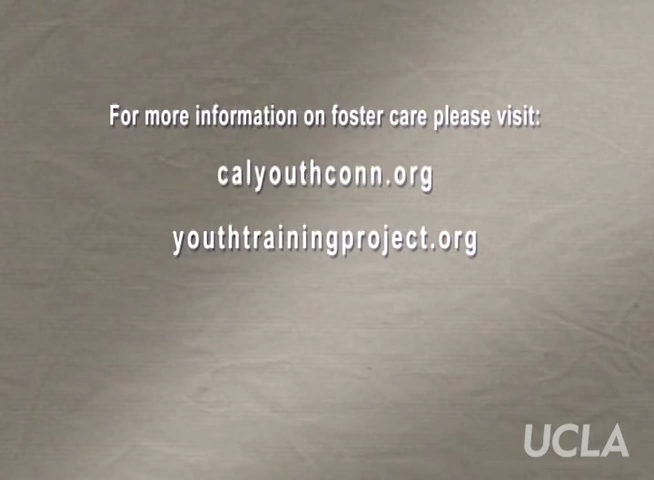 For more information on foster care please visit:
calyouthconn.org
youthtrainingproject.org
UCLA